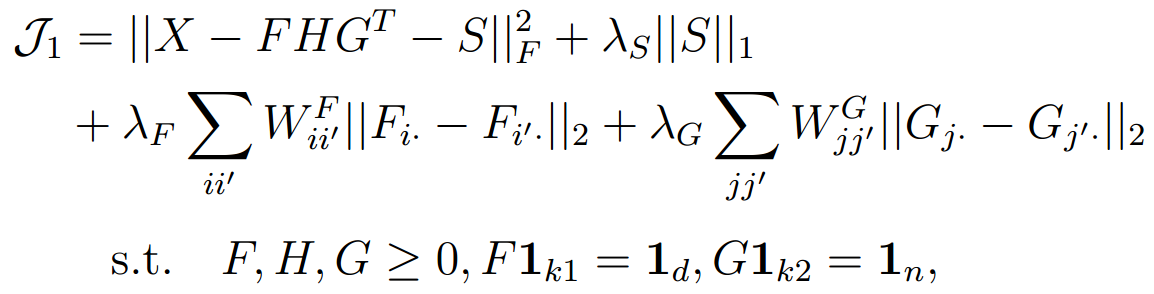 𝒥₁ = ||X − FHGᵀ − S||²_F + λ_S||S||₁
+ λ_F ∑_{ii′} W^F_{ii′}||F_{i·} − F_{i′·}||₂ + λ_G ∑_{jj′} W^G_{jj′}||G_{j·} − G_{j′·}||₂
s.t. F, H, G ≥ 0, F𝟏_{k1} = 𝟏_d, G𝟏_{k2} = 𝟏_n,